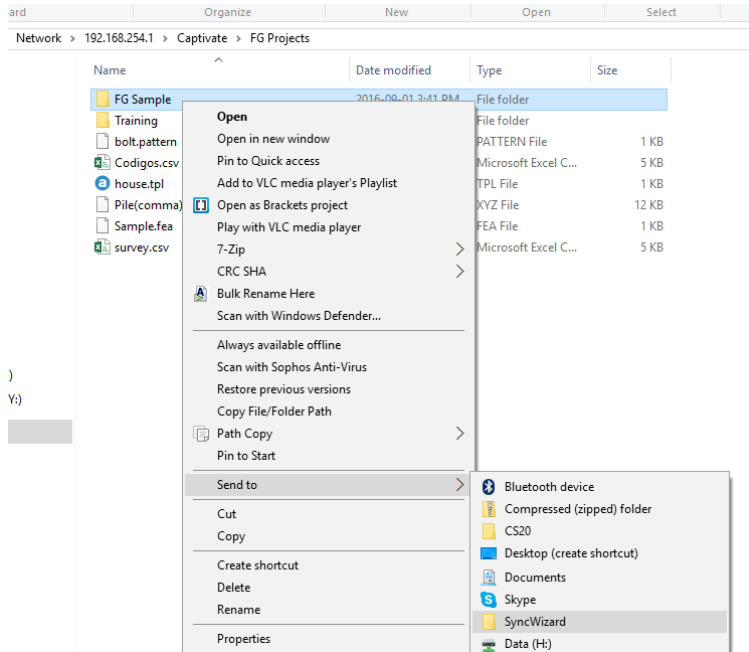 ard Organize New Open Select
Network > 192.168.254.1 > Captivate > FG Projects
Name Date modified Type Size
FG Sample 2016-09-01 3:41 PM File folder
Training File folder
bolt.pattern PATTERN File 1 KB
Codigos.csv Microsoft Excel C... 5 KB
house.tpl TPL File 1 KB
Pile(comma) XYZ File 12 KB
Sample.fea FEA File 1 KB
survey.csv Microsoft Excel C... 5 KB
Open
Open in new window
Pin to Quick access
Add to VLC media player's Playlist
Open as Brackets project
Play with VLC media player
7-Zip
CRC SHA
Bulk Rename Here
Scan with Windows Defender...
Always available offline
Scan with Sophos Anti-Virus
Restore previous versions
Copy File/Folder Path
Path Copy
Pin to Start
Send to
Cut
Copy
Create shortcut
Delete
Rename
Properties
Bluetooth device
Compressed (zipped) folder
CS20
Desktop (create shortcut)
Documents
Skype
SyncWizard
Data (H:)
)
Y:)